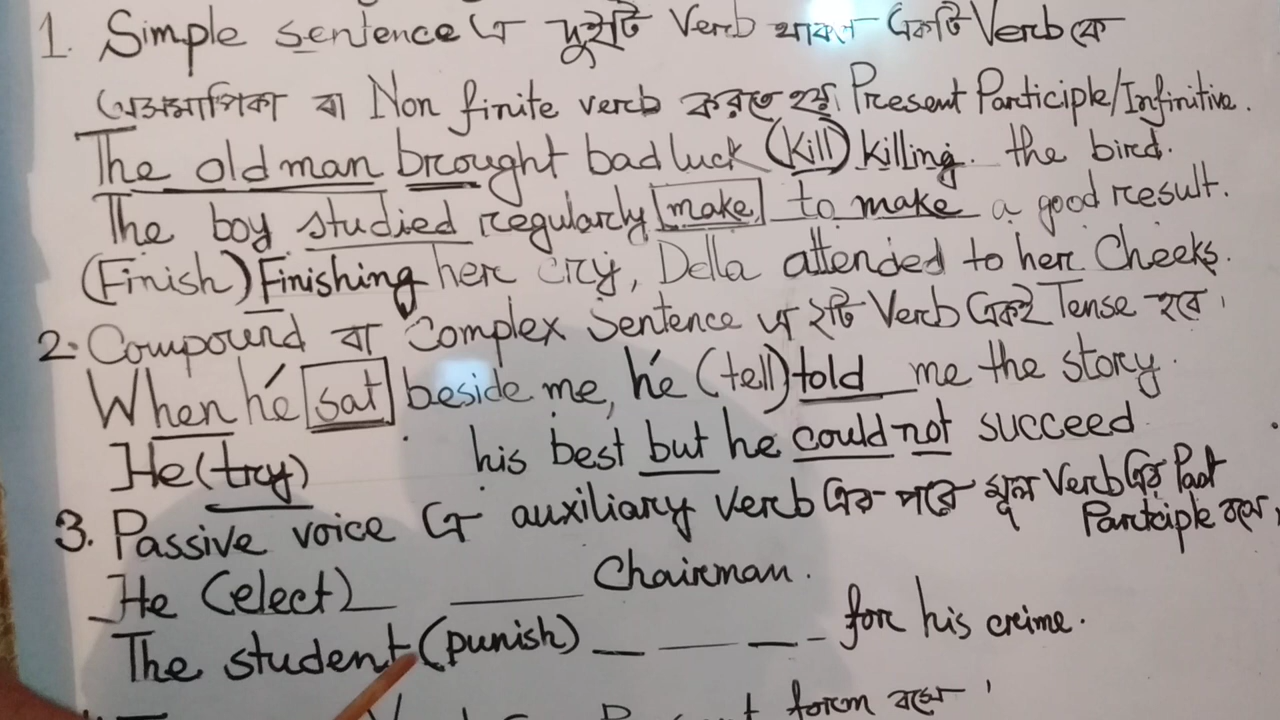 1. Simple sentence এ দুইটি Verb থাকলে একটি Verb কে
অসমাপিকা বা Non finite verb করতে হয়। Present Participle/Infinitive.
The old man brought bad luck (kill) killing. the bird.
The boy studied regularly make to make a good result.
(Finish) Finishing her cry, Della attended to her Cheeks.
2. Compound বা Complex Sentence এ ২টি Verb একই Tense হবে।
When he sat beside me, he (tell) told me the story.
He (try) his best but he could not succeed.
3. Passive voice এ auxiliary verb এর পরে মূল Verb এর Past
Participle বসে।
He (elect) ____ Chairman.
The student (punish) _ _ _ _ for his crime.
form বসে।